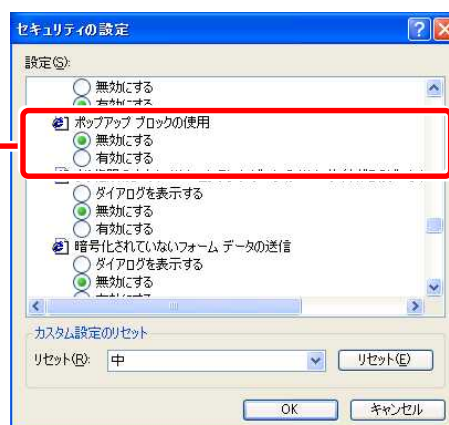 セキュリティの設定
設定(S):
無効にする
有効にする
ポップアップ ブロックの使用
無効にする
有効にする
ダイアログを表示する
無効にする
有効にする
暗号化されていないフォーム データの送信
ダイアログを表示する
無効にする
カスタム設定のリセット
リセット(R):
中
リセット(E)
OK
キャンセル